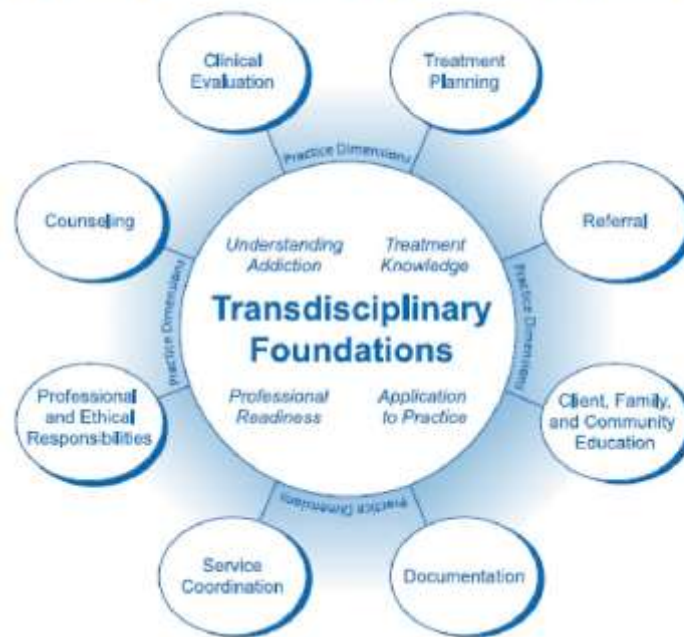 Clinical
Evaluation
Treatment
Planning
Practice Dimensions
Counseling
Referral
Understanding
Addiction
Treatment
Knowledge
Practice Dimensions
Practice Dimensions
Transdisciplinary
Foundations
Professional
and Ethical
Responsibilities
Professional
Readiness
Application
to Practice
Client, Family,
and Community
Education
Practice Dimensions
Service
Coordination
Documentation